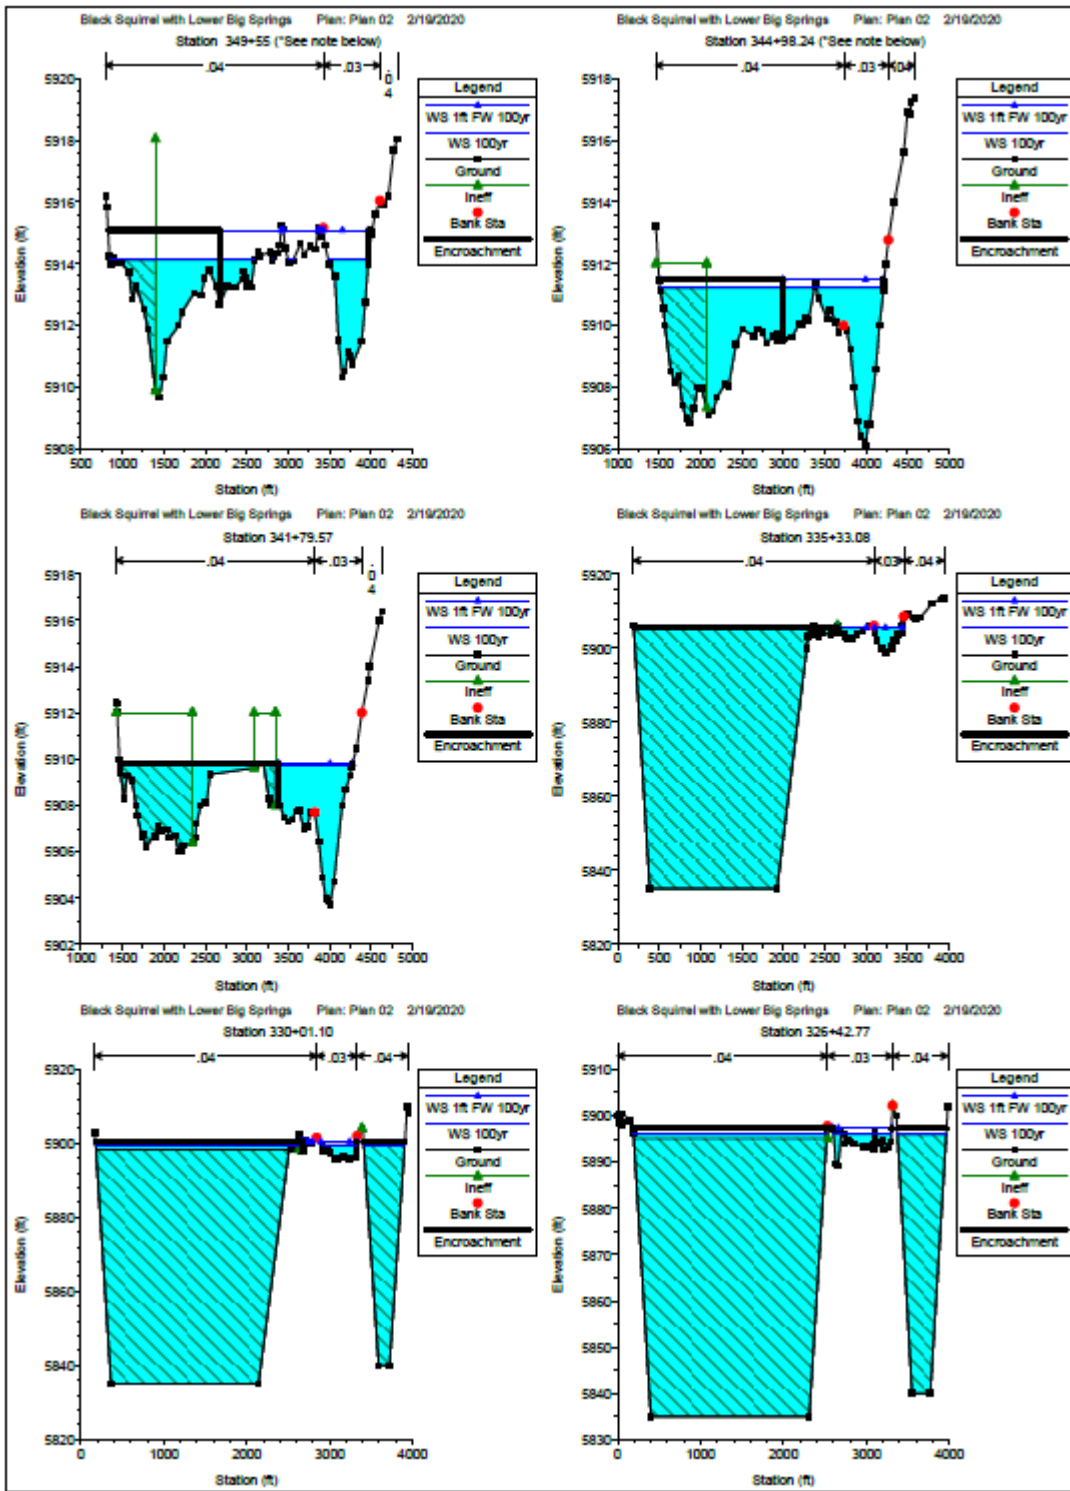 Black Squirrel with Lower Big Springs Plan: Plan 02 2/19/2020
Station 349+55 (*See note below)
.04 .03 .04
Elevation (ft)
5920
5918
5916
5914
5912
5910
5908
500 1000 1500 2000 2500 3000 3500 4000 4500
Station (ft)
Legend
WS 1ft FW 100yr
WS 100yr
Ground
Ineff
Bank Sta
Encroachment
Black Squirrel with Lower Big Springs Plan: Plan 02 2/19/2020
Station 344+98.24 (*See note below)
.04 .03 .04
Elevation (ft)
5918
5916
5914
5912
5910
5908
5906
1000 1500 2000 2500 3000 3500 4000 4500 5000
Station (ft)
Legend
WS 1ft FW 100yr
WS 100yr
Ground
Ineff
Bank Sta
Encroachment
Black Squirrel with Lower Big Springs Plan: Plan 02 2/19/2020
Station 341+79.57
.04 .03 .04
Elevation (ft)
5918
5916
5914
5912
5910
5908
5906
5904
5902
1000 1500 2000 2500 3000 3500 4000 4500 5000
Station (ft)
Legend
WS 1ft FW 100yr
WS 100yr
Ground
Ineff
Bank Sta
Encroachment
Black Squirrel with Lower Big Springs Plan: Plan 02 2/19/2020
Station 335+33.08
.04 .03 .04
Elevation (ft)
5920
5900
5880
5860
5840
5820
0 500 1000 1500 2000 2500 3000 3500 4000
Station (ft)
Legend
WS 1ft FW 100yr
WS 100yr
Ground
Ineff
Bank Sta
Encroachment
Black Squirrel with Lower Big Springs Plan: Plan 02 2/19/2020
Station 330+01.10
.04 .03 .04
Elevation (ft)
5920
5900
5880
5860
5840
5820
0 1000 2000 3000 4000
Station (ft)
Legend
WS 1ft FW 100yr
WS 100yr
Ground
Ineff
Bank Sta
Encroachment
Black Squirrel with Lower Big Springs Plan: Plan 02 2/19/2020
Station 326+42.77
.04 .03 .04
Elevation (ft)
5910
5900
5890
5880
5870
5860
5850
5840
5830
0 500 1000 1500 2000 2500 3000 3500 4000
Station (ft)
Legend
WS 1ft FW 100yr
WS 100yr
Ground
Ineff
Bank Sta
Encroachment